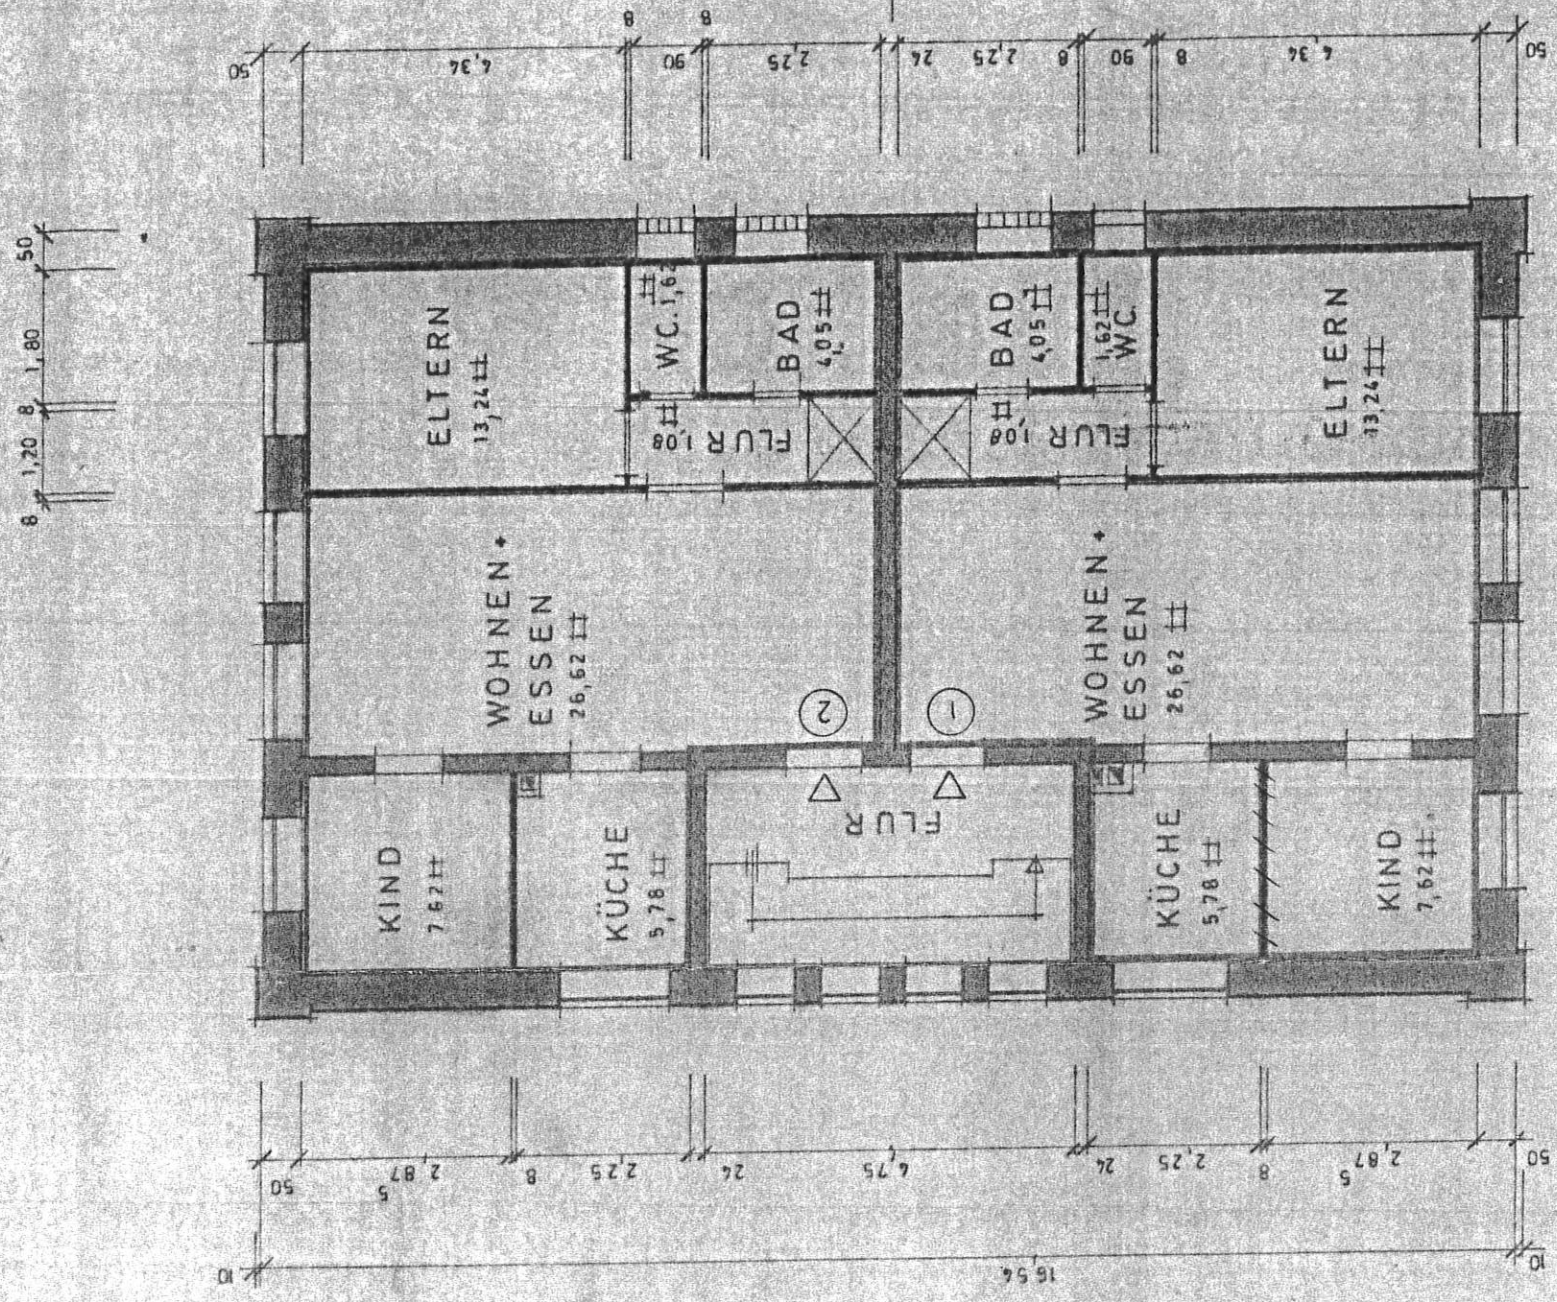 50
4,34
8
90
8
2,25
24
2,25
8
90
8
4,34
50
50
1,80
8
1,20
8
ELTERN
13,24 ⌗
WC. 1,62 ⌗
BAD
4,05 ⌗
BAD
4,05 ⌗
1,62 ⌗
WC.
ELTERN
13,24 ⌗
FLUR 1,08 ⌗
FLUR 1,08 ⌗
WOHNEN +
ESSEN
26,62 ⌗
WOHNEN +
ESSEN
26,62 ⌗
2
1
KIND
7,62 ⌗
KÜCHE
5,78 ⌗
FLUR
KÜCHE
5,78 ⌗
KIND
7,62 ⌗
50
2,87 5
8
2,25
24
4,75
24
2,25
8
2,87 5
50
10
16,54
10